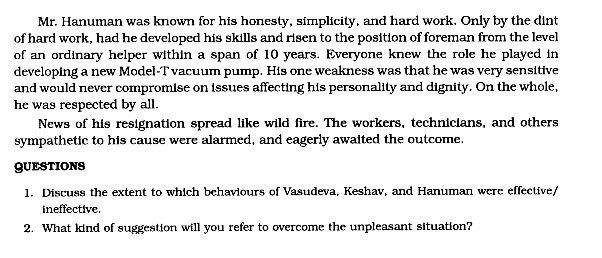 Mr. Hanuman was known for his honesty, simplicity, and hard work. Only by the dint
of hard work, had he developed his skills and risen to the position of foreman from the level
of an ordinary helper within a span of 10 years. Everyone knew the role he played in
developing a new Model-T vacuum pump. His one weakness was that he was very sensitive
and would never compromise on issues affecting his personality and dignity. On the whole,
he was respected by all.
News of his resignation spread like wild fire. The workers, technicians, and others
sympathetic to his cause were alarmed, and eagerly awaited the outcome.
QUESTIONS
1. Discuss the extent to which behaviours of Vasudeva, Keshav, and Hanuman were effective/
ineffective.
2. What kind of suggestion will you refer to overcome the unpleasant situation?